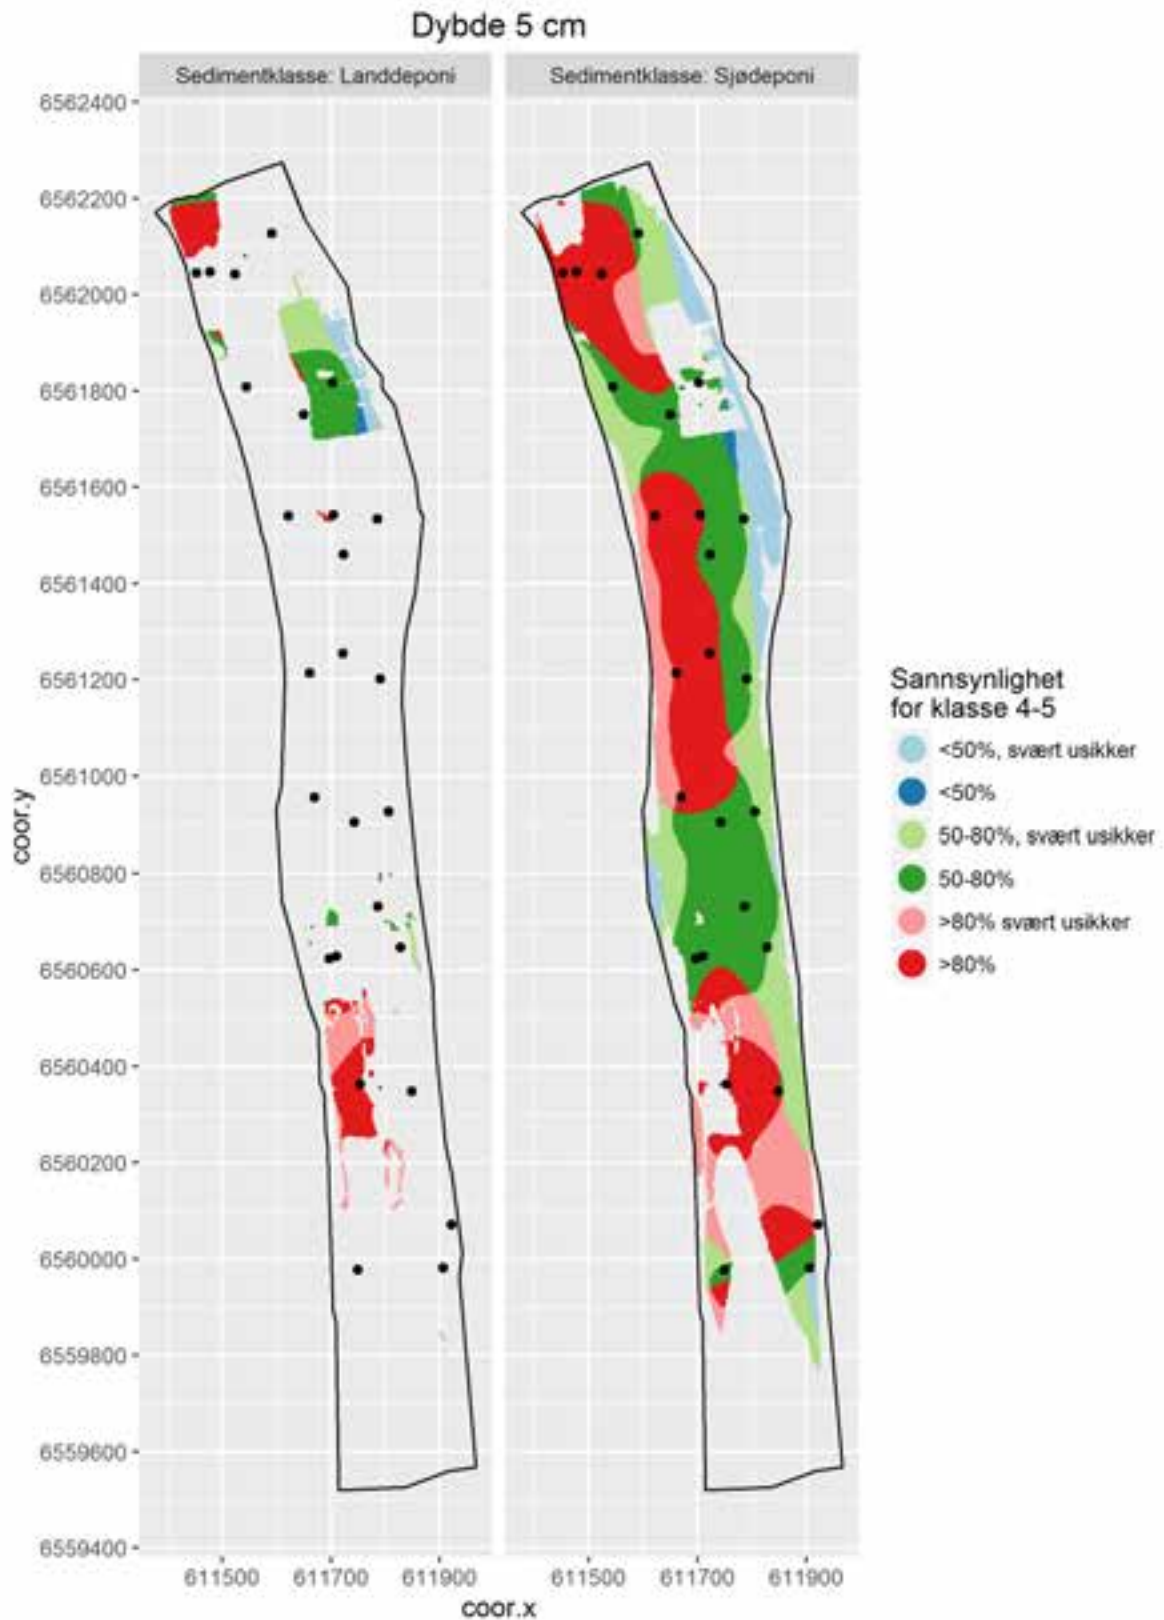 Dybde 5 cm
Sedimentklasse: Landdeponi
Sedimentklasse: Sjødeponi
6562400
6562200
6562000
6561800
6561600
6561400
6561200
6561000
6560800
6560600
6560400
6560200
6560000
6559800
6559600
6559400
coor.y
611500
611700
611900
611500
611700
611900
coor.x
Sannsynlighet
for klasse 4-5
<50%, svært usikker
<50%
50-80%, svært usikker
50-80%
>80% svært usikker
>80%